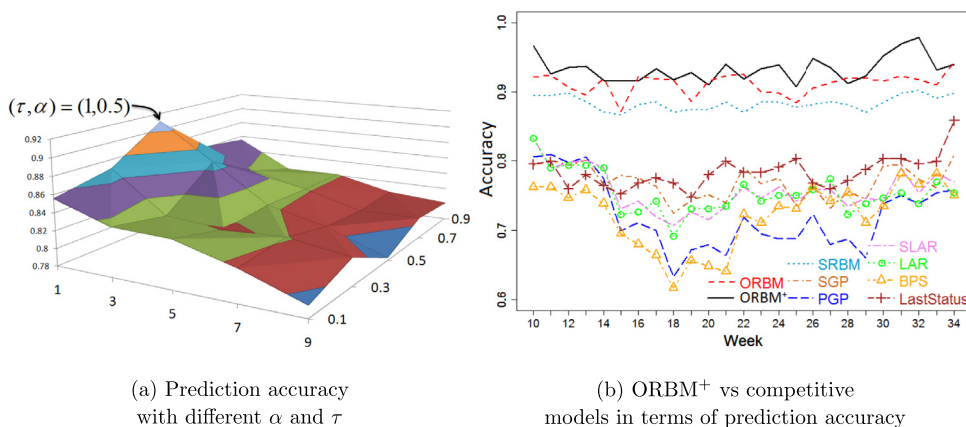 (τ, α) = (1,0.5)
0.92
0.9
0.88
0.86
0.84
0.82
0.8
0.78
1
3
5
7
9
0.1
0.3
0.5
0.7
0.9
(a) Prediction accuracy
with different α and τ
Accuracy
1.0
0.9
0.8
0.7
0.6
ORBM
ORBM⁺
SRBM
SGP
PGP
SLAR
LAR
BPS
LastStatus
10 12 14 16 18 20 22 24 26 28 30 32 34
Week
(b) ORBM⁺ vs competitive
models in terms of prediction accuracy